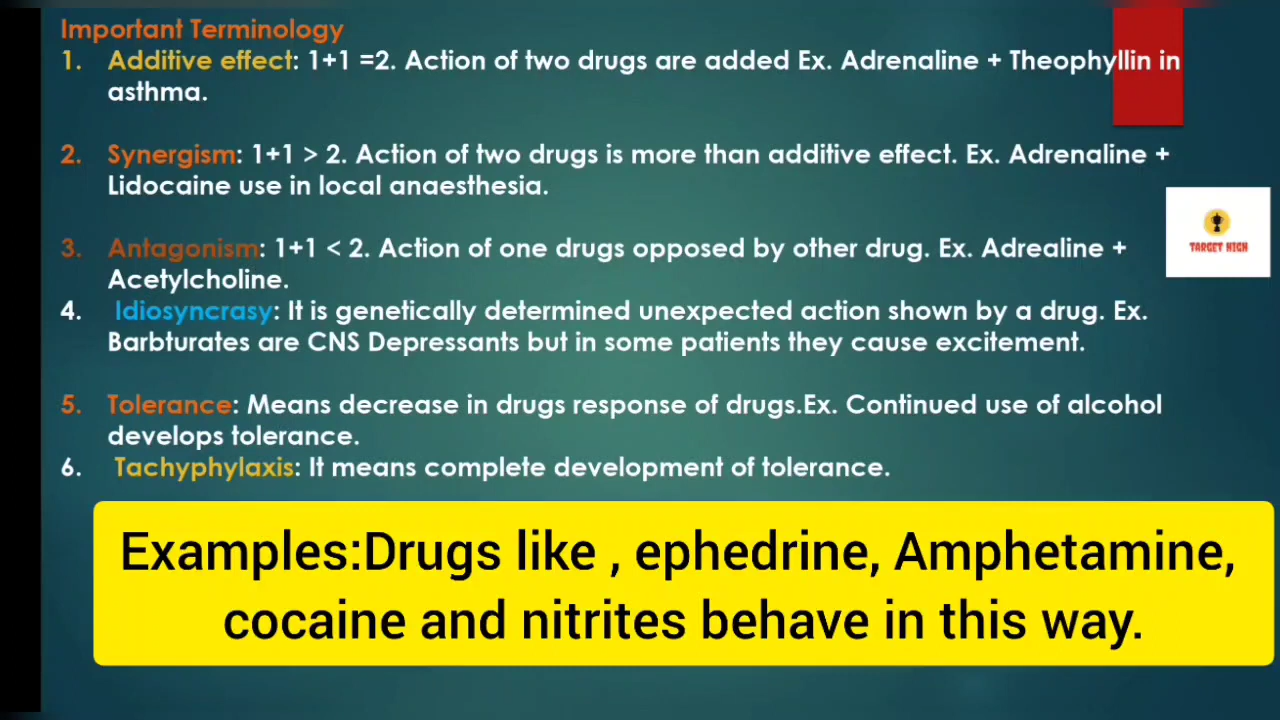 Important Terminology
1. Additive effect: 1+1 =2. Action of two drugs are added Ex. Adrenaline + Theophyllin in
asthma.
2. Synergism: 1+1 > 2. Action of two drugs is more than additive effect. Ex. Adrenaline +
Lidocaine use in local anaesthesia.
3. Antagonism: 1+1 < 2. Action of one drugs opposed by other drug. Ex. Adrealine +
Acetylcholine.
TARGET HIGH
4. Idiosyncrasy: It is genetically determined unexpected action shown by a drug. Ex.
Barbturates are CNS Depressants but in some patients they cause excitement.
5. Tolerance: Means decrease in drugs response of drugs.Ex. Continued use of alcohol
develops tolerance.
6. Tachyphylaxis: It means complete development of tolerance.
Examples:Drugs like , ephedrine, Amphetamine,
cocaine and nitrites behave in this way.